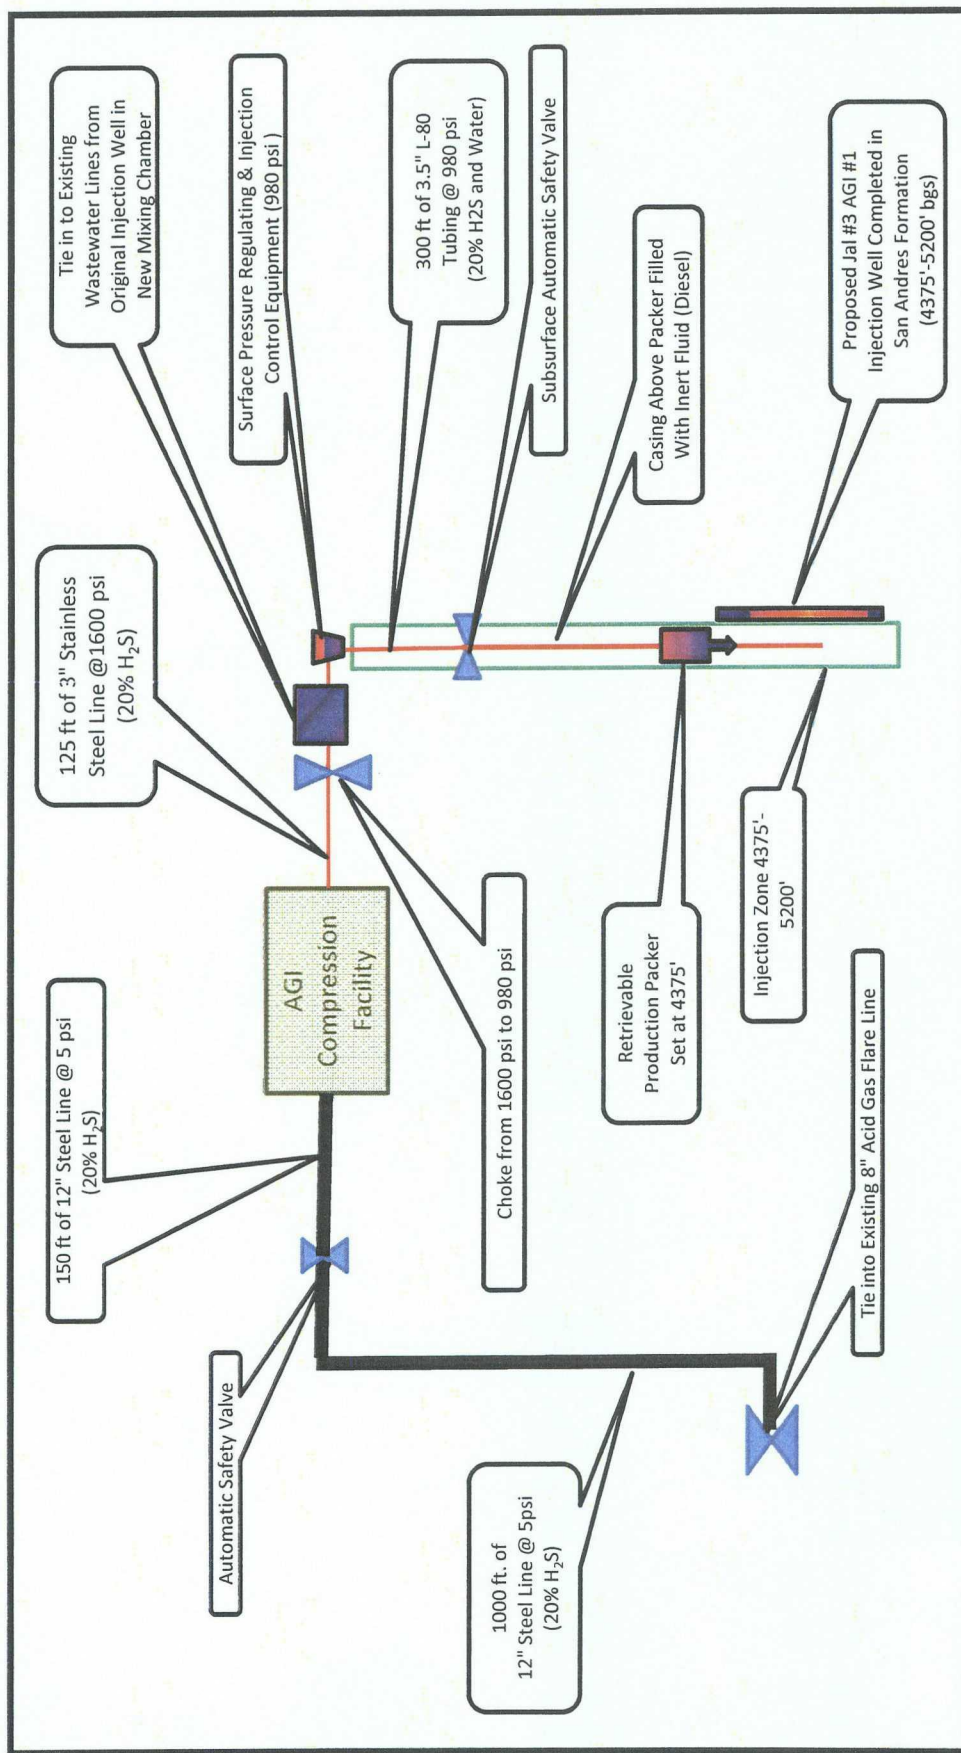 150 ft of 12" Steel Line @ 5 psi
(20% H₂S)
125 ft of 3" Stainless
Steel Line @1600 psi
(20% H₂S)
Tie in to Existing
Wastewater Lines from
Original Injection Well in
New Mixing Chamber
Automatic Safety Valve
AGI
Compression
Facility
Surface Pressure Regulating & Injection
Control Equipment (980 psi )
300 ft of 3.5" L-80
Tubing @ 980 psi
(20% H2S and Water)
Choke from 1600 psi to 980 psi
Subsurface Automatic Safety Valve
1000 ft. of
12" Steel Line @ 5psi
(20% H₂S)
Retrievable
Production Packer
Set at 4375'
Casing Above Packer Filled
With Inert Fluid (Diesel)
Injection Zone 4375'-
5200'
Tie into Existing 8" Acid Gas Flare Line
Proposed Jal #3 AGI #1
Injection Well Completed in
San Andres Formation
(4375'-5200' bgs)